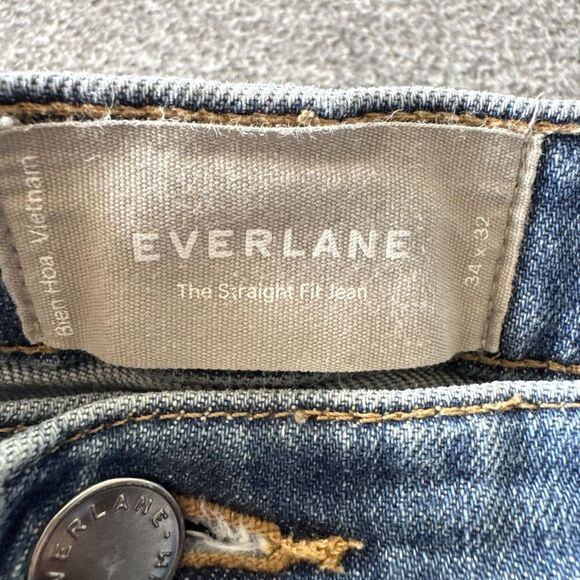 EVERLANE
The Straight Fit Jean
Bien Hoa, Vietnam
34 x 32
EVERLANE